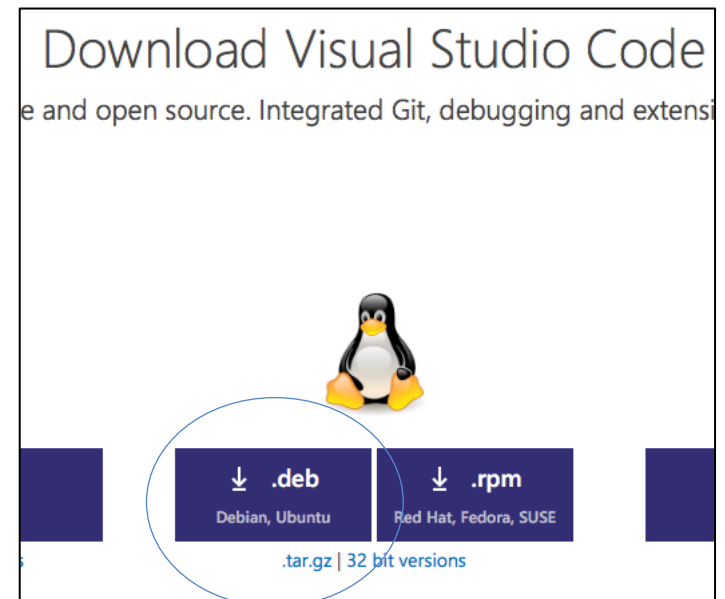 Download Visual Studio Code
e and open source. Integrated Git, debugging and extensi
.deb
Debian, Ubuntu
.rpm
Red Hat, Fedora, SUSE
s
.tar.gz | 32 bit versions